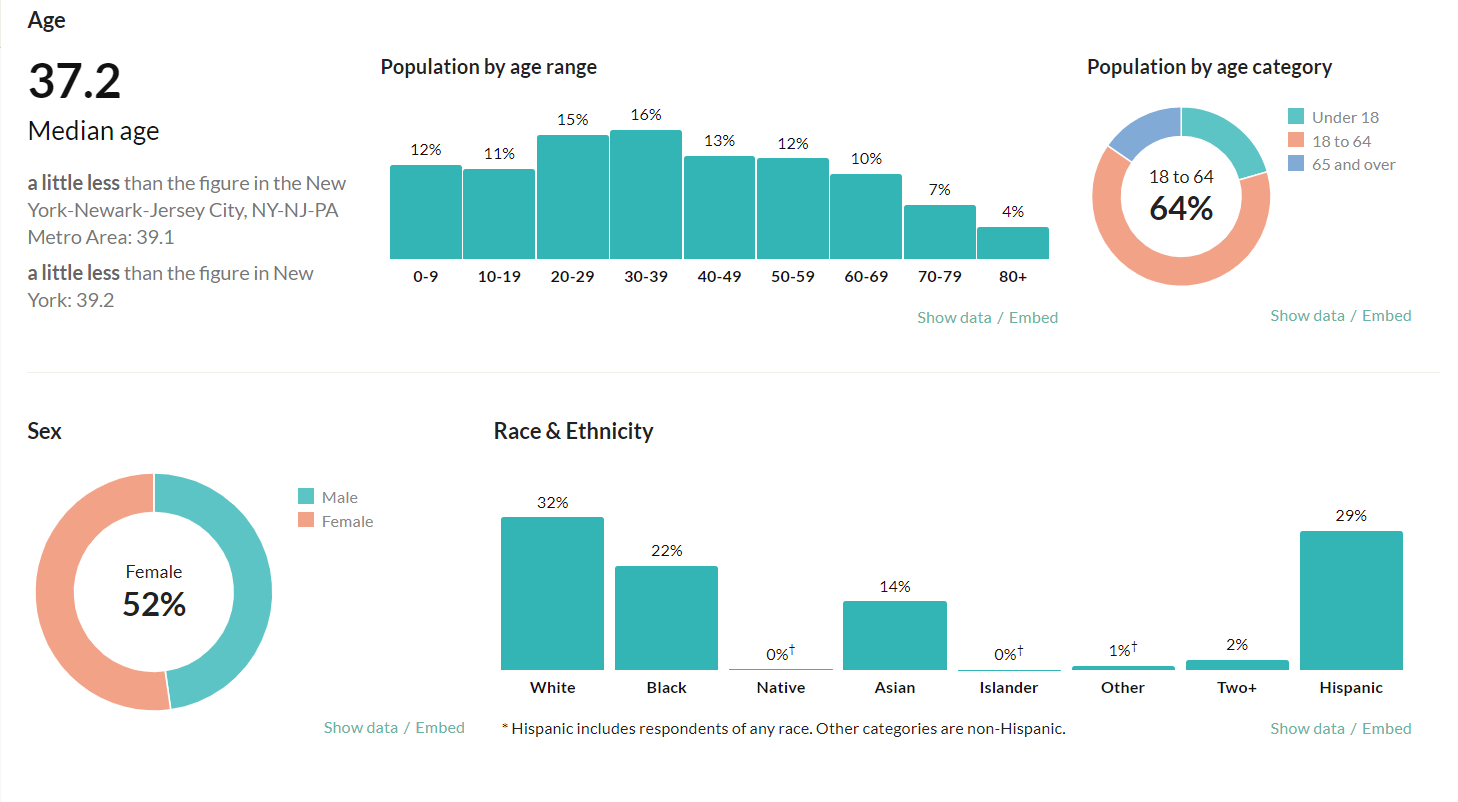 Age
37.2
Median age
a little less than the figure in the New
York-Newark-Jersey City, NY-NJ-PA
Metro Area: 39.1
a little less than the figure in New
York: 39.2
Population by age range
12%
11%
15%
16%
13%
12%
10%
7%
4%
0-9
10-19
20-29
30-39
40-49
50-59
60-69
70-79
80+
Show data / Embed
Population by age category
18 to 64
64%
Under 18
18 to 64
65 and over
Show data / Embed
Sex
Female
52%
Male
Female
Show data / Embed
Race & Ethnicity
32%
22%
0%†
14%
0%†
1%†
2%
29%
White
Black
Native
Asian
Islander
Other
Two+
Hispanic
* Hispanic includes respondents of any race. Other categories are non-Hispanic.
Show data / Embed